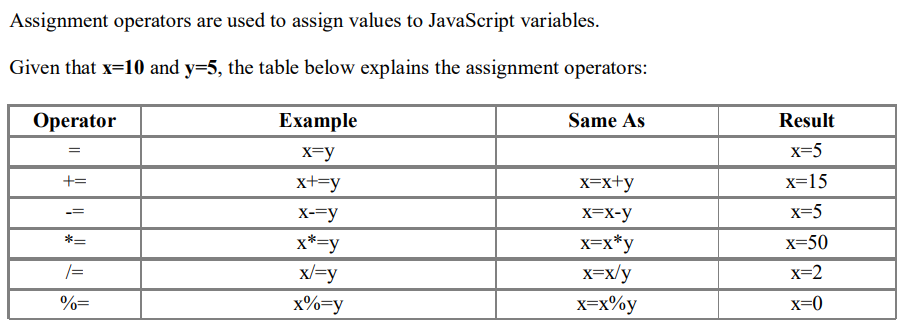 Assignment operators are used to assign values to JavaScript variables.
Given that x=10 and y=5, the table below explains the assignment operators:
Operator Example Same As Result
= x=y x=5
+= x+=y x=x+y x=15
-= x-=y x=x-y x=5
*= x*=y x=x*y x=50
/= x/=y x=x/y x=2
%= x%=y x=x%y x=0